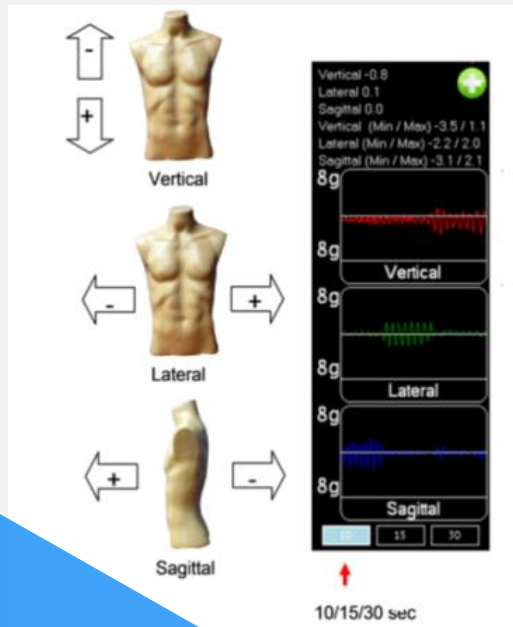 -
+
Vertical
-
+
Lateral
+
-
Sagittal
Vertical -0.8
Lateral 0.1
Sagittal 0.0
Vertical (Min / Max) -3.5 / 1.1
Lateral (Min / Max) -2.2 / 2.0
Sagittal (Min / Max) -3.1 / 2.1
8g
8g
Vertical
8g
8g
Lateral
8g
8g
Sagittal
10 15 30
10/15/30 sec